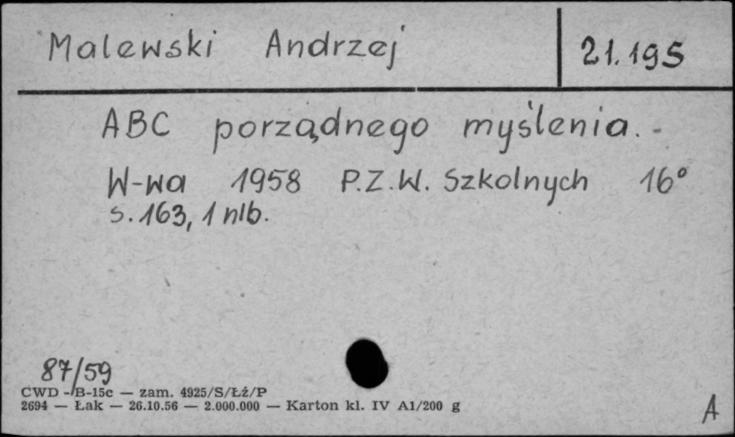 Malewski Andrzej 21.195
ABC porządnego myślenia. -
W-wa 1958 P.Z.W. Szkolnych 16°
s. 163, 1 nlb.
87/59
CWD - B-15c — zam. 4925/S/Łż/P
2694 — Łak — 26.10.56 — 2.000.000 — Karton kl. IV A1/200 g
A